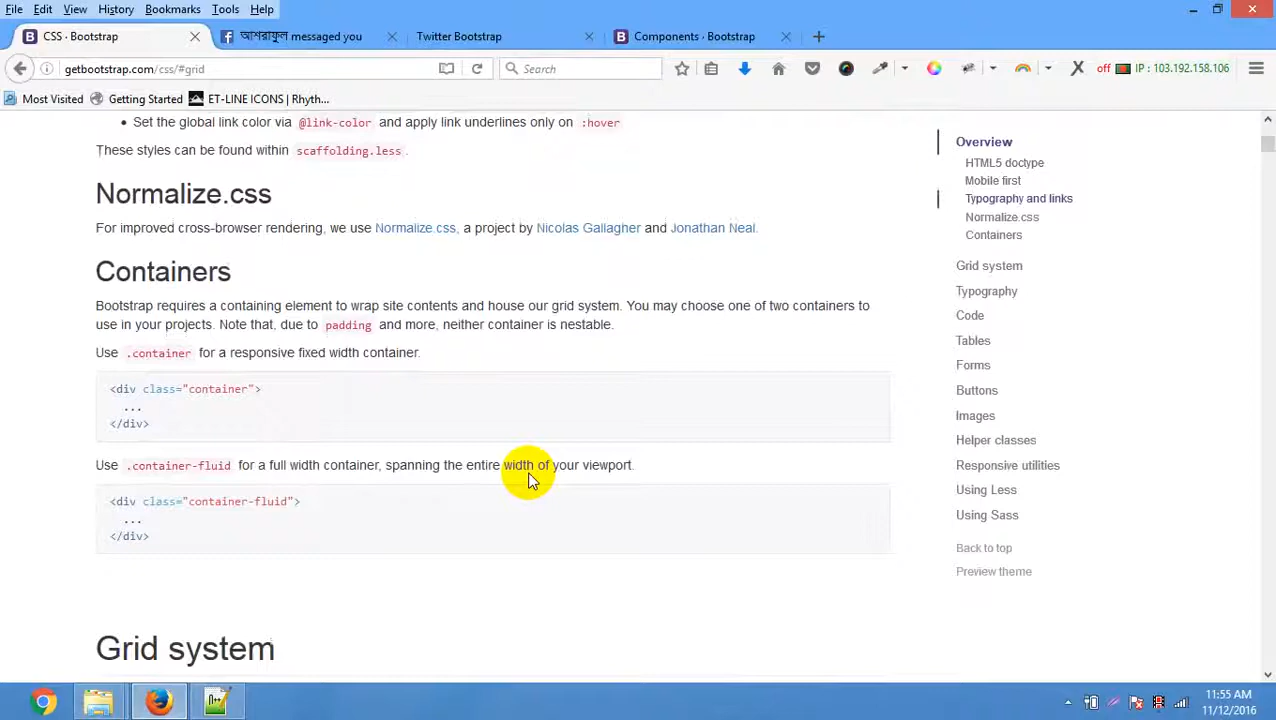 File Edit View History Bookmarks Tools Help
CSS · Bootstrap
আশরাফুল messaged you
Twitter Bootstrap
Components · Bootstrap
getbootstrap.com/css/#grid
Search
off IP : 103.192.158.106
Most Visited Getting Started ET-LINE ICONS | Rhyth...
Set the global link color via @link-color and apply link underlines only on :hover
These styles can be found within scaffolding.less.
Normalize.css
For improved cross-browser rendering, we use Normalize.css, a project by Nicolas Gallagher and Jonathan Neal.
Containers
Bootstrap requires a containing element to wrap site contents and house our grid system. You may choose one of two containers to
use in your projects. Note that, due to padding and more, neither container is nestable.
Use .container for a responsive fixed width container.
<div class="container">
...
</div>
Use .container-fluid for a full width container, spanning the entire width of your viewport.
<div class="container-fluid">
...
</div>
Grid system
Overview
HTML5 doctype
Mobile first
Typography and links
Normalize.css
Containers
Grid system
Typography
Code
Tables
Forms
Buttons
Images
Helper classes
Responsive utilities
Using Less
Using Sass
Back to top
Preview theme
11:55 AM
11/12/2016